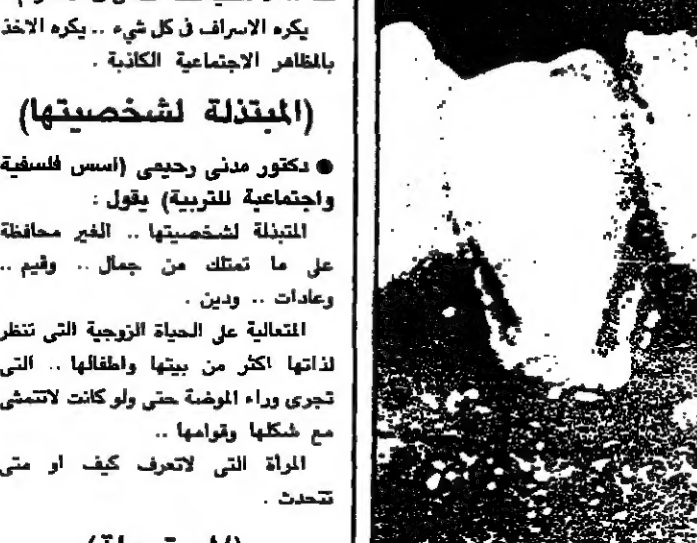 يكره الاسراف في كل شيء .. يكره الاخذ
بالمظاهر الاجتماعية الكاذبة .
(المبتذلة لشخصيتها)
● دكتور مدنى رحيمى (اسس فلسفية
واجتماعية للتربية) يقول :
المتبذلة لشخصيتها .. الغير محافظة
على ما تمتلك من جمال .. وقيم ..
وعادات .. ودين .
المتعالية على الحياة الزوجية التى تنظر
لذاتها اكثر من بيتها واطفالها .. التى
تجرى وراء الموضة حتى ولو كانت لاتتمشى
مع شكلها وقوامها ..
المرأة التى لاتعرف كيف او متى
تتحدث .